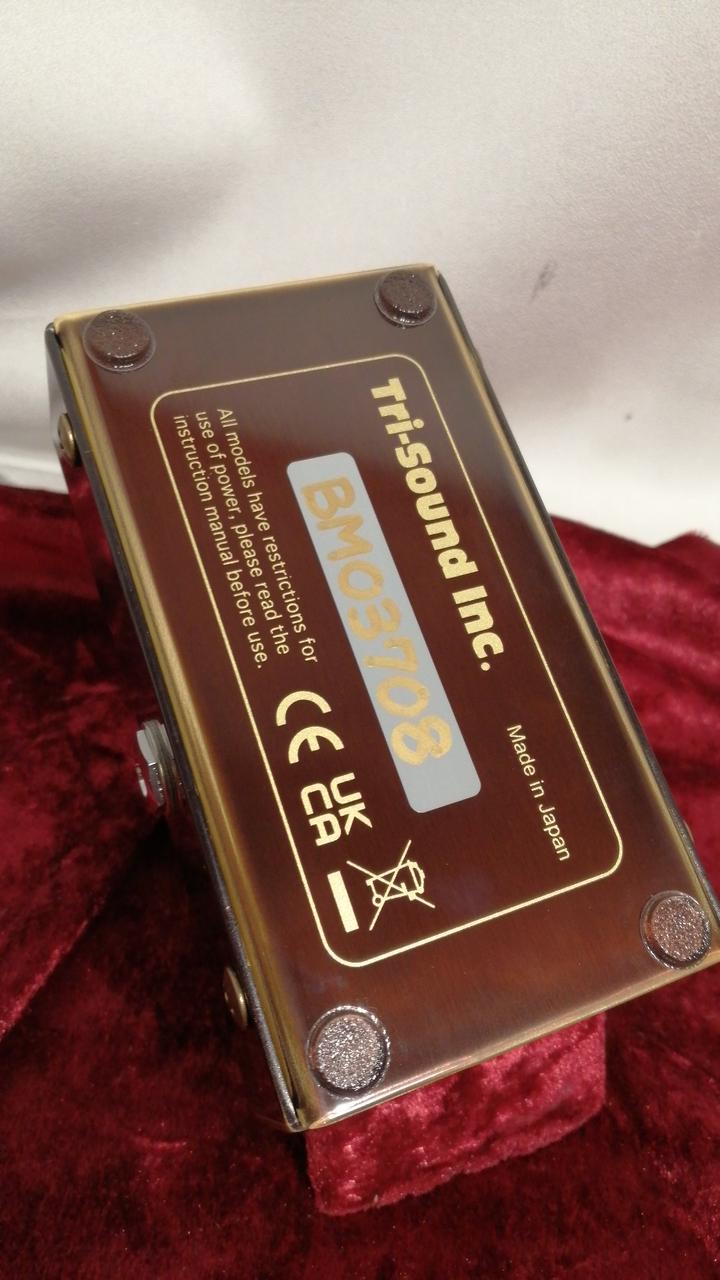 Tri-Sound Inc.
Made in Japan
BM03708
All models have restrictions for
use of power, please read the
instruction manual before use.
CE
UK
CA